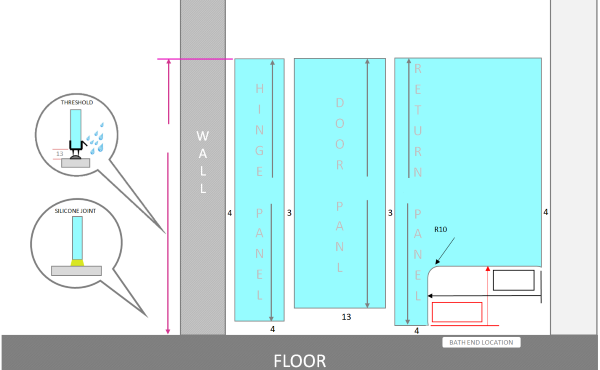 THRESHOLD
13
SILICONE JOINT
WALL
HINGE PANEL
DOOR PANL
RETURN PANEL
4
3
3
4
R10
4
13
4
BATH END LOCATION
FLOOR